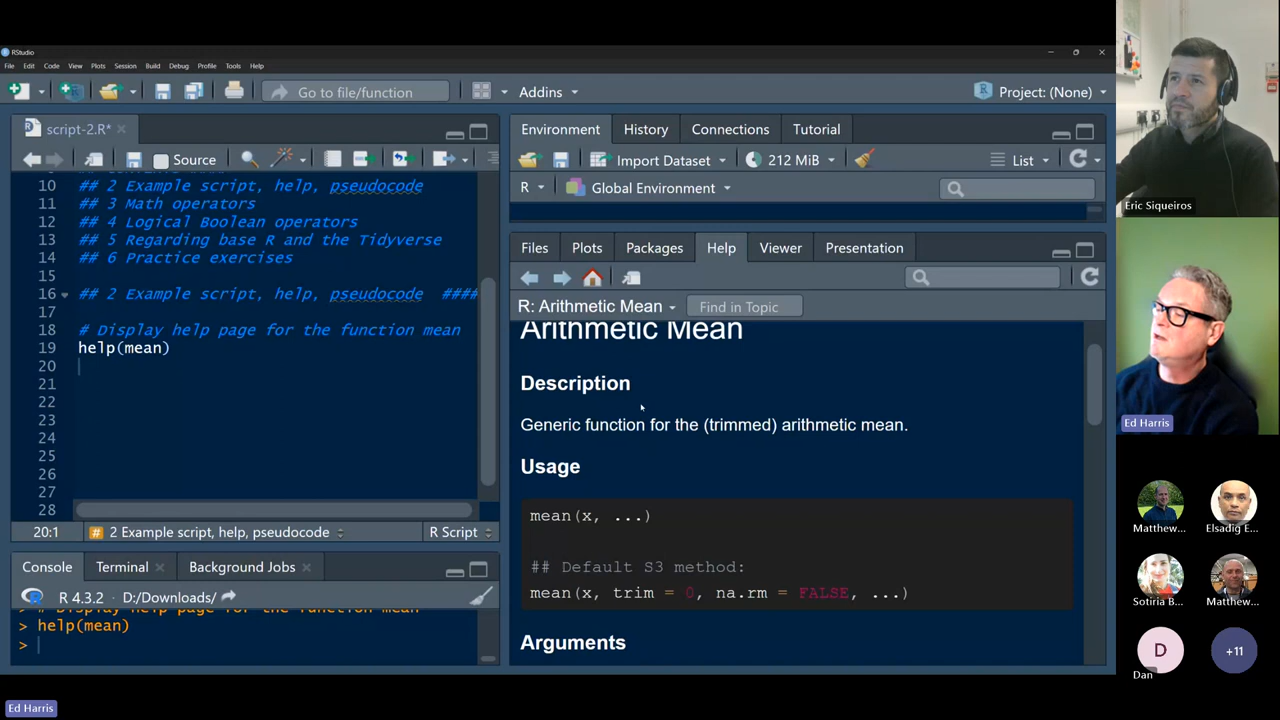 RStudio
File Edit Code View Plots Session Build Debug Profile Tools Help
Go to file/function
Addins
Project: (None)
script-2.R*
Source
10 ## 2 Example script, help, pseudocode
11 ## 3 Math operators
12 ## 4 Logical Boolean operators
13 ## 5 Regarding base R and the Tidyverse
14 ## 6 Practice exercises
15
16 ## 2 Example script, help, pseudocode ####
17
18 # Display help page for the function mean
19 help(mean)
20
21
22
23
24
25
26
27
28
20:1 # 2 Example script, help, pseudocode R Script
Console Terminal Background Jobs
R 4.3.2 · D:/Downloads/
> # Display help page for the function mean
> help(mean)
>
Environment History Connections Tutorial
Import Dataset 212 MiB List
R Global Environment
Files Plots Packages Help Viewer Presentation
R: Arithmetic Mean Find in Topic
Arithmetic Mean
Description
Generic function for the (trimmed) arithmetic mean.
Usage
mean(x, ...)
## Default S3 method:
mean(x, trim = 0, na.rm = FALSE, ...)
Arguments
Eric Siqueiros
Ed Harris
Matthew... Elsadig E...
Sotiria B... Matthew...
D +11
Dan
Ed Harris